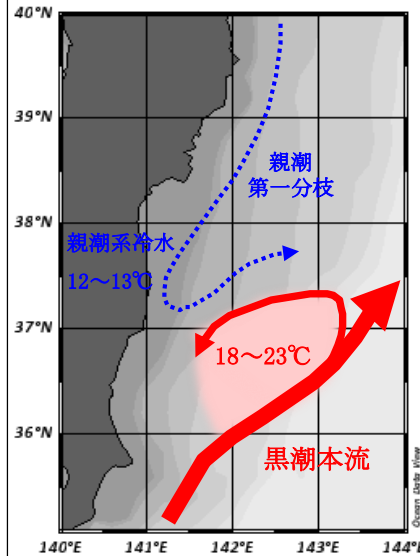 40°N
39°N
38°N
37°N
36°N
親潮
第一分枝
親潮系冷水
12～13℃
18～23℃
黒潮本流
140°E
141°E
142°E
143°E
144°E
Ocean Data View